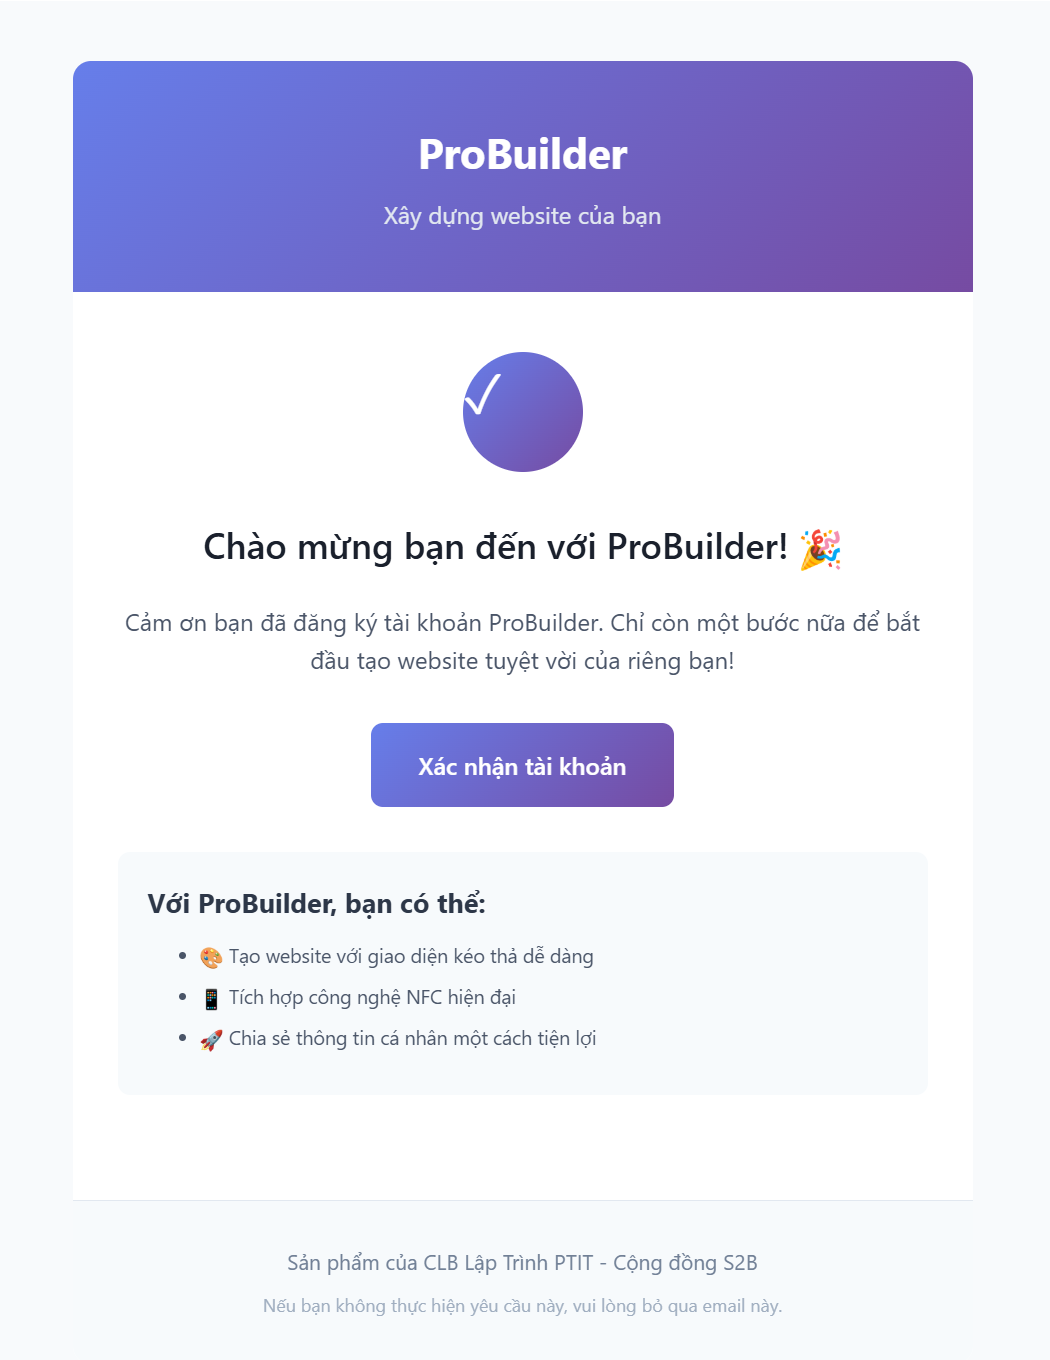 ProBuilder
Xây dựng website của bạn
✓
Chào mừng bạn đến với ProBuilder! 🎉
Cảm ơn bạn đã đăng ký tài khoản ProBuilder. Chỉ còn một bước nữa để bắt
đầu tạo website tuyệt vời của riêng bạn!
Xác nhận tài khoản
Với ProBuilder, bạn có thể:
• 🎨 Tạo website với giao diện kéo thả dễ dàng
• 📱 Tích hợp công nghệ NFC hiện đại
• 🚀 Chia sẻ thông tin cá nhân một cách tiện lợi
Sản phẩm của CLB Lập Trình PTIT - Cộng đồng S2B
Nếu bạn không thực hiện yêu cầu này, vui lòng bỏ qua email này.